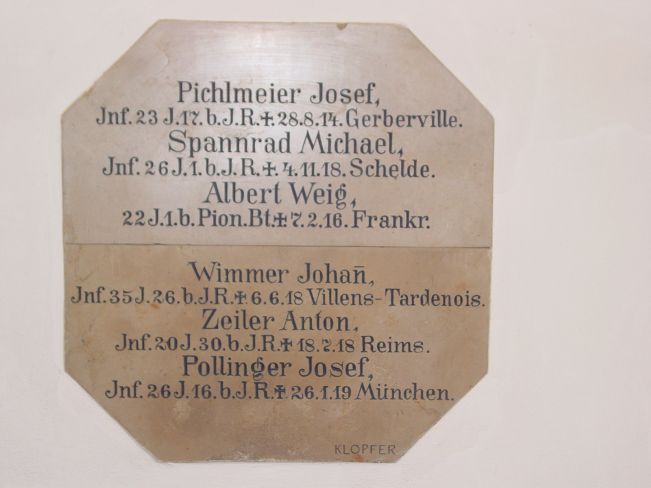 Pichlmeier Josef,
Jnf. 23 J.17.b.J.R.✝28.8.14.Gerberville.
Spannrad Michael,
Jnf. 26 J.1.b.J.R.✝.4.11.18.Schelde.
Albert Weig,
22 J.1.b.Pion.Bt.✝7.2.16.Frankr.
Wimmer Johan̄,
Jnf.35 J.26.b.J.R.✝6.6.18 Villens-Tardenois.
Zeiler Anton,
Jnf.20 J.30.b.J.R.✝18.7.18 Reims.
Pollinger Josef,
Jnf. 26 J.16.b.J.R.✝26.1.19 München.
KLOPFER